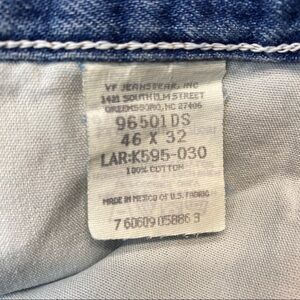 VF JEANSWEAR, INC
1421 SOUTH ELM STREET
GREENSBORO, NC 27406
96501DS
46 X 32
LAR:K595-030
100% COTTON
MADE IN MEXICO OF U.S. FABRIC
7 60609 05886 3